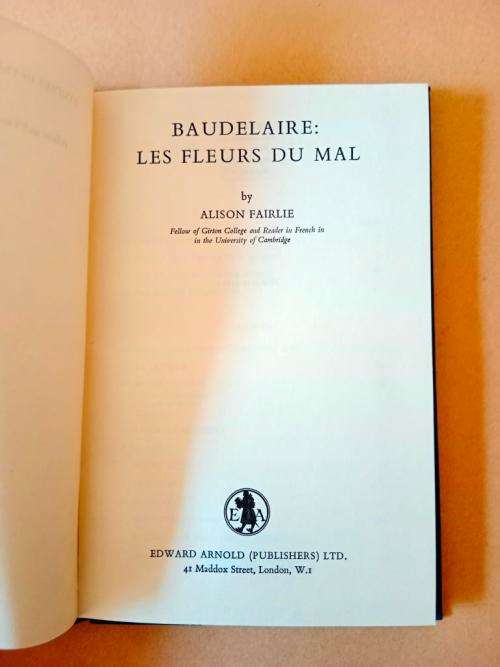 BAUDELAIRE:
LES FLEURS DU MAL
by
ALISON FAIRLIE
Fellow of Girton College and Reader in French in
in the University of Cambridge
E A
EDWARD ARNOLD (PUBLISHERS) LTD.
41 Maddox Street, London, W.1